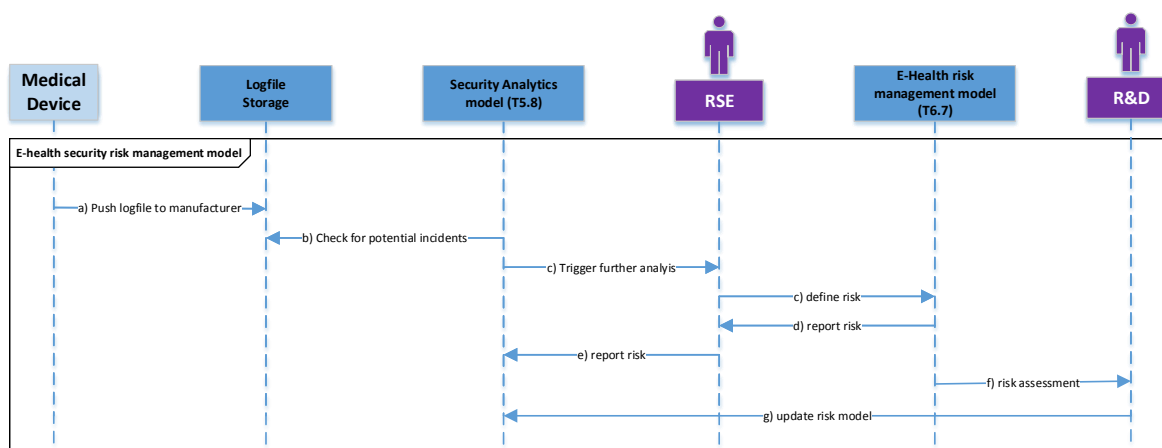 Medical
Device
Logfile
Storage
Security Analytics
model (T5.8)
RSE
E-Health risk
management model
(T6.7)
R&D
E-health security risk management model
a) Push logfile to manufacturer
b) Check for potential incidents
c) Trigger further analyis
c) define risk
d) report risk
e) report risk
f) risk assessment
g) update risk model